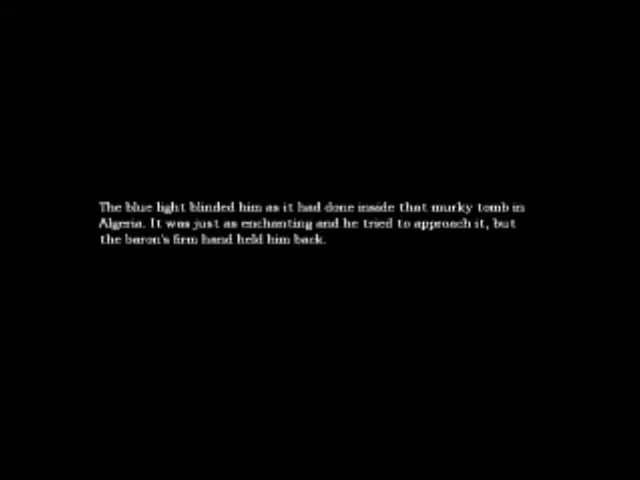 The blue light blinded him as it had done inside that murky tomb in
Algeria. It was just as enchanting and he tried to approach it, but
the baron's firm hand held him back.